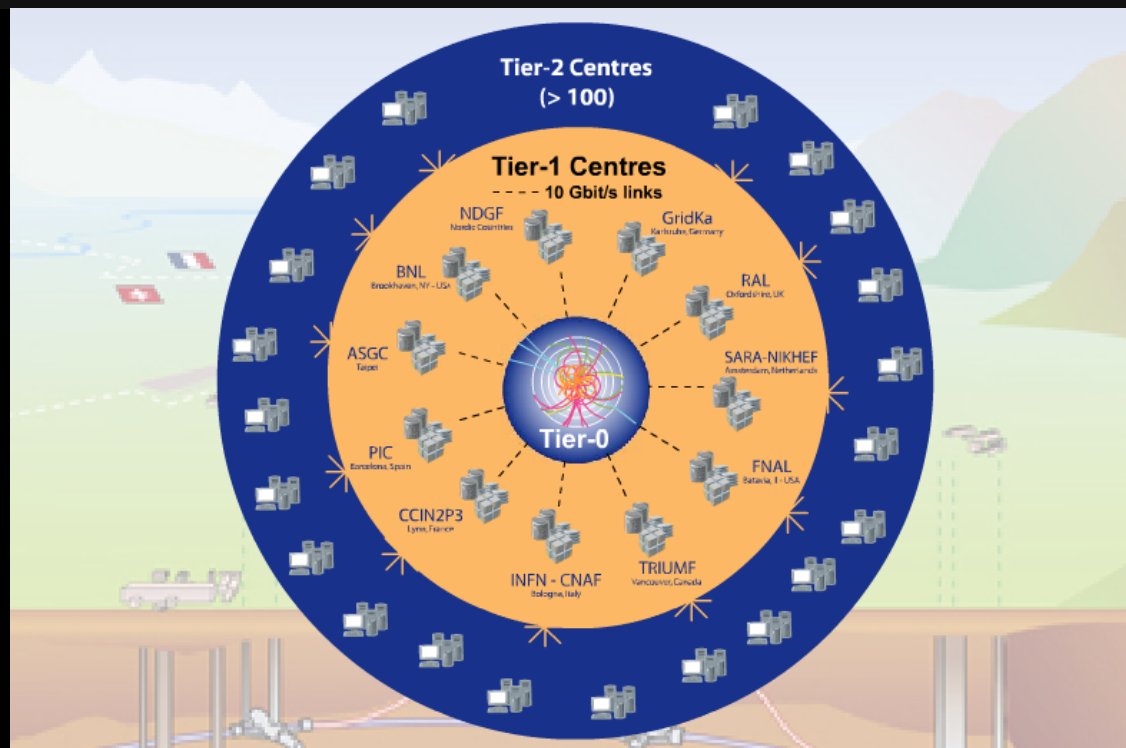 Tier-2 Centres
(> 100)
Tier-1 Centres
10 Gbit/s links
NDGF
Nordic Countries
GridKa
Karlsruhe, Germany
BNL
Brookhaven, NY - USA
RAL
Oxfordshire, UK
ASGC
Taipei
SARA-NIKHEF
Amsterdam, Netherlands
Tier-0
PIC
Barcelona, Spain
FNAL
Batavia, Il - USA
CCIN2P3
Lyon, France
TRIUMF
Vancouver, Canada
INFN - CNAF
Bologna, Italy